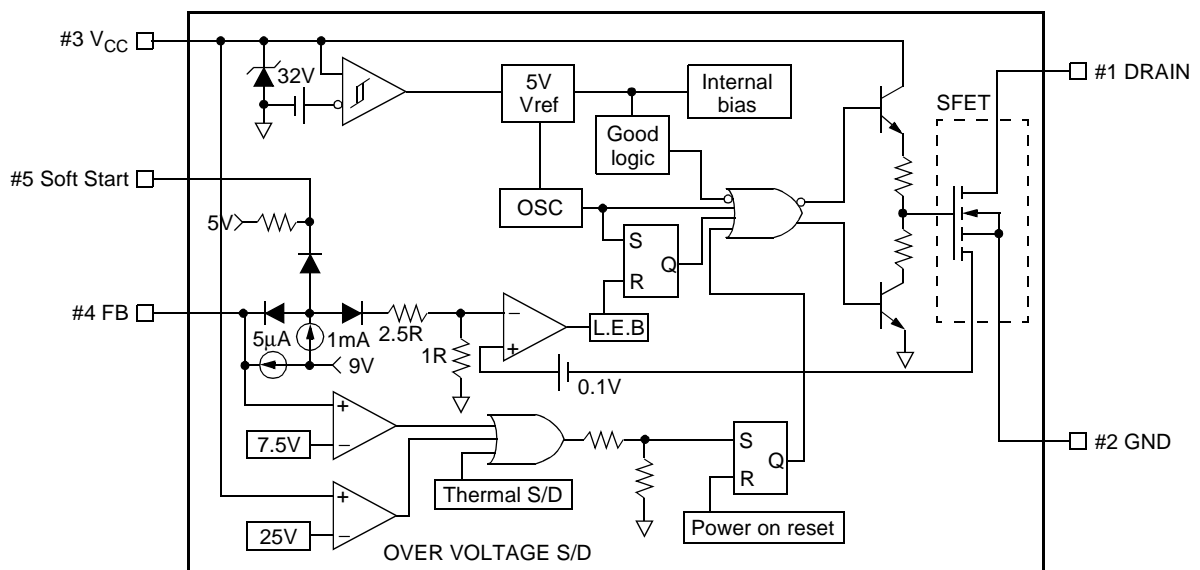 #3 VCC
32V
5V
Vref
Internal
bias
#1 DRAIN
SFET
Good
logic
#5 Soft Start
OSC
5V
S
R
Q
#4 FB
5μA
1mA
9V
2.5R
1R
−
+
L.E.B
0.1V
+
−
7.5V
Thermal S/D
S
R
Q
#2 GND
+
−
25V
Power on reset
OVER VOLTAGE S/D